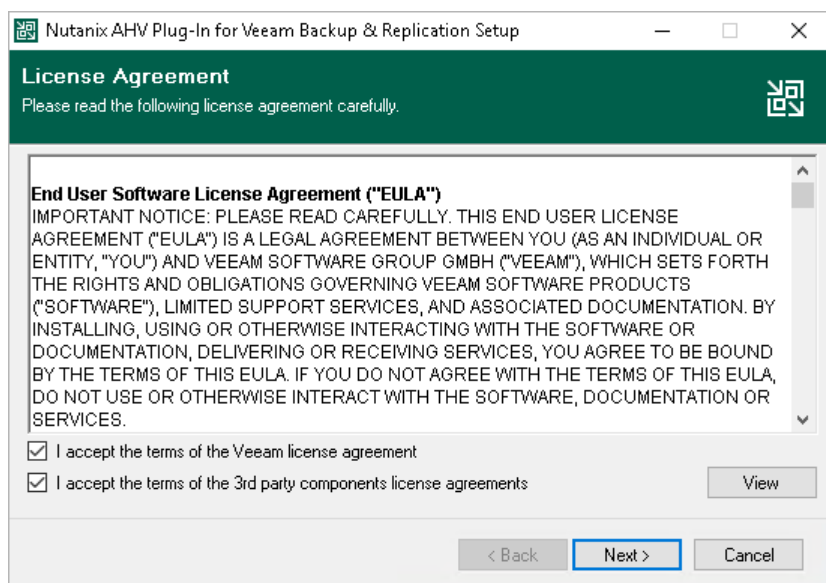 Nutanix AHV Plug-In for Veeam Backup & Replication Setup
License Agreement
Please read the following license agreement carefully.
End User Software License Agreement ("EULA")
IMPORTANT NOTICE: PLEASE READ CAREFULLY. THIS END USER LICENSE
AGREEMENT ("EULA") IS A LEGAL AGREEMENT BETWEEN YOU (AS AN INDIVIDUAL OR
ENTITY, "YOU") AND VEEAM SOFTWARE GROUP GMBH ("VEEAM"), WHICH SETS FORTH
THE RIGHTS AND OBLIGATIONS GOVERNING VEEAM SOFTWARE PRODUCTS
("SOFTWARE"), LIMITED SUPPORT SERVICES, AND ASSOCIATED DOCUMENTATION. BY
INSTALLING, USING OR OTHERWISE INTERACTING WITH THE SOFTWARE OR
DOCUMENTATION, DELIVERING OR RECEIVING SERVICES, YOU AGREE TO BE BOUND
BY THE TERMS OF THIS EULA. IF YOU DO NOT AGREE WITH THE TERMS OF THIS EULA,
DO NOT USE OR OTHERWISE INTERACT WITH THE SOFTWARE, DOCUMENTATION OR
SERVICES.
I accept the terms of the Veeam license agreement
I accept the terms of the 3rd party components license agreements
View
< Back
Next >
Cancel